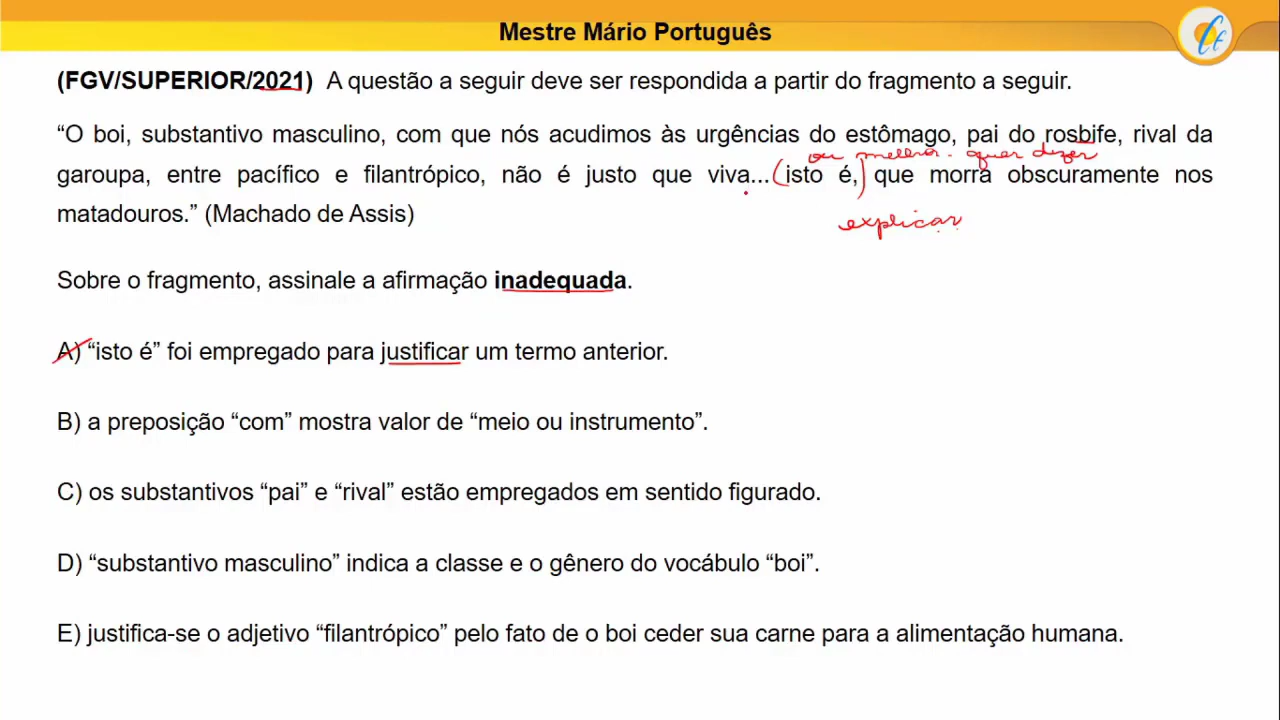 Mestre Mário Português
(FGV/SUPERIOR/2021) A questão a seguir deve ser respondida a partir do fragmento a seguir.
“O boi, substantivo masculino, com que nós acudimos às urgências do estômago, pai do rosbife, rival da
ou melhor. quer dizer
garoupa, entre pacífico e filantrópico, não é justo que viva... (isto é,) que morra obscuramente nos
matadouros.” (Machado de Assis)
explicar
Sobre o fragmento, assinale a afirmação inadequada.
A) “isto é” foi empregado para justificar um termo anterior.
B) a preposição “com” mostra valor de “meio ou instrumento”.
C) os substantivos “pai” e “rival” estão empregados em sentido figurado.
D) “substantivo masculino” indica a classe e o gênero do vocábulo “boi”.
E) justifica-se o adjetivo “filantrópico” pelo fato de o boi ceder sua carne para a alimentação humana.